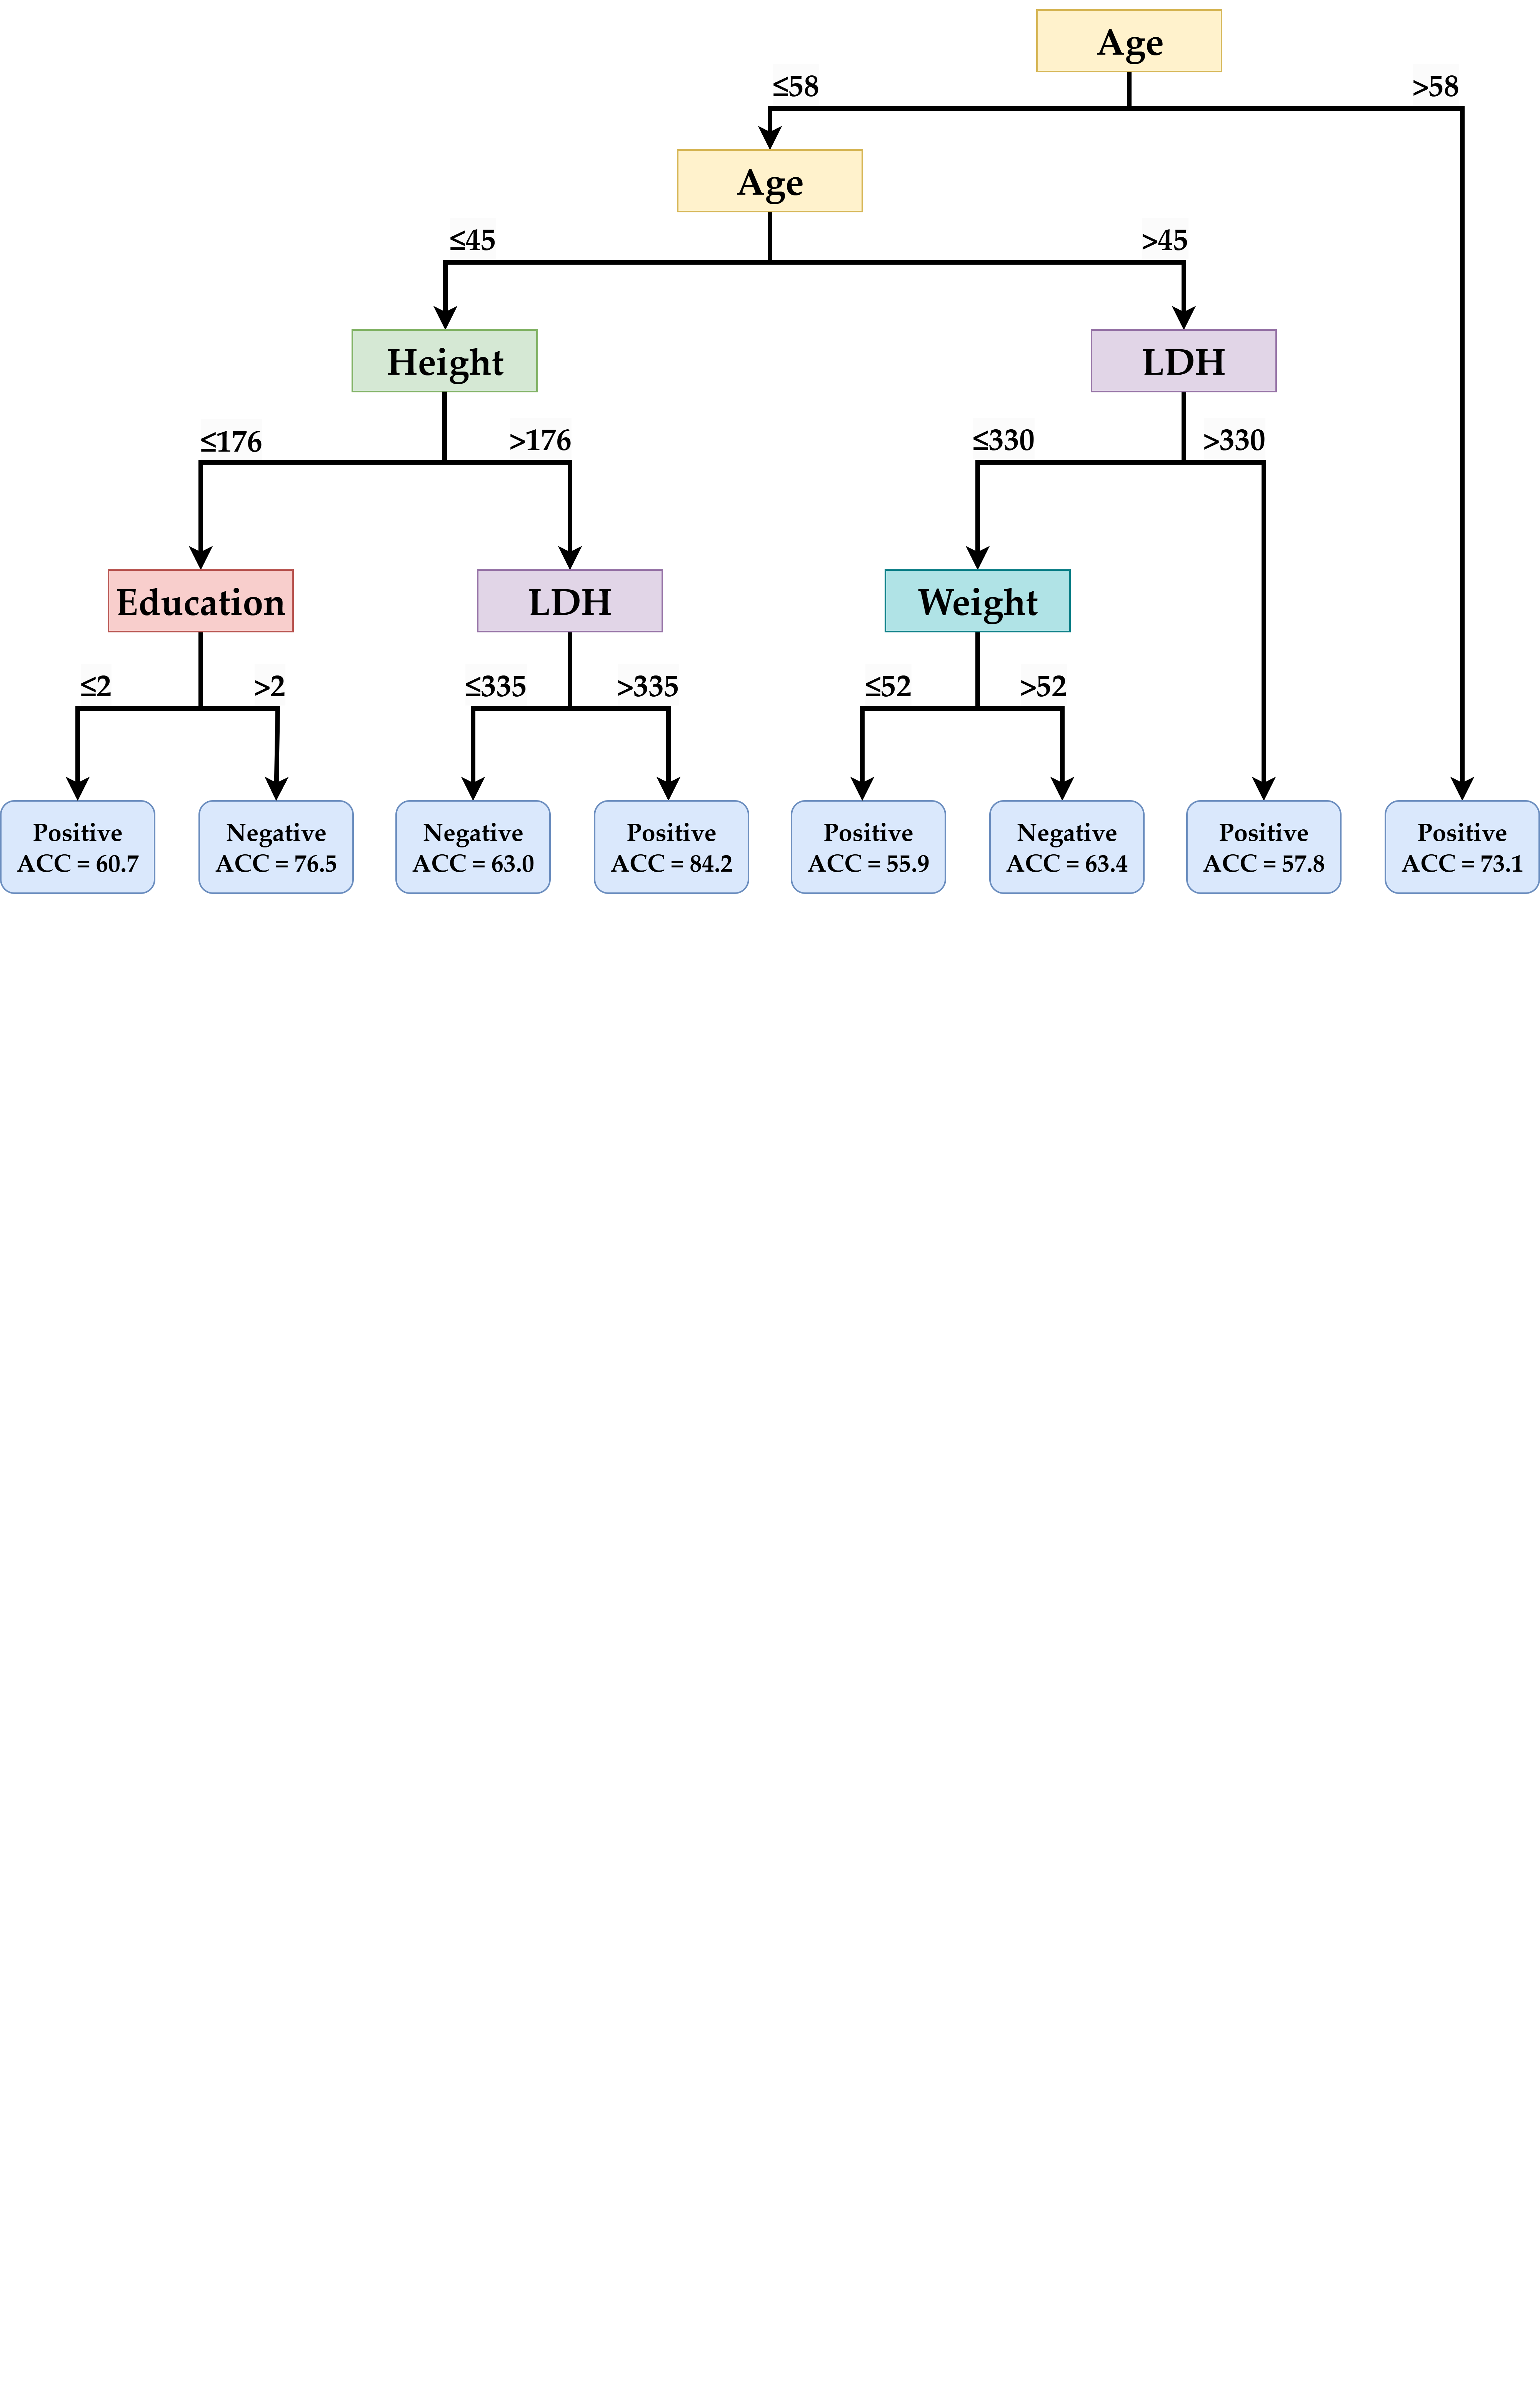 Age
≤58
>58
Age
≤45
>45
Height
LDH
≤176
>176
≤330
>330
Education
LDH
Weight
≤2
>2
≤335
>335
≤52
>52
Positive
ACC = 60.7
Negative
ACC = 76.5
Negative
ACC = 63.0
Positive
ACC = 84.2
Positive
ACC = 55.9
Negative
ACC = 63.4
Positive
ACC = 57.8
Positive
ACC = 73.1